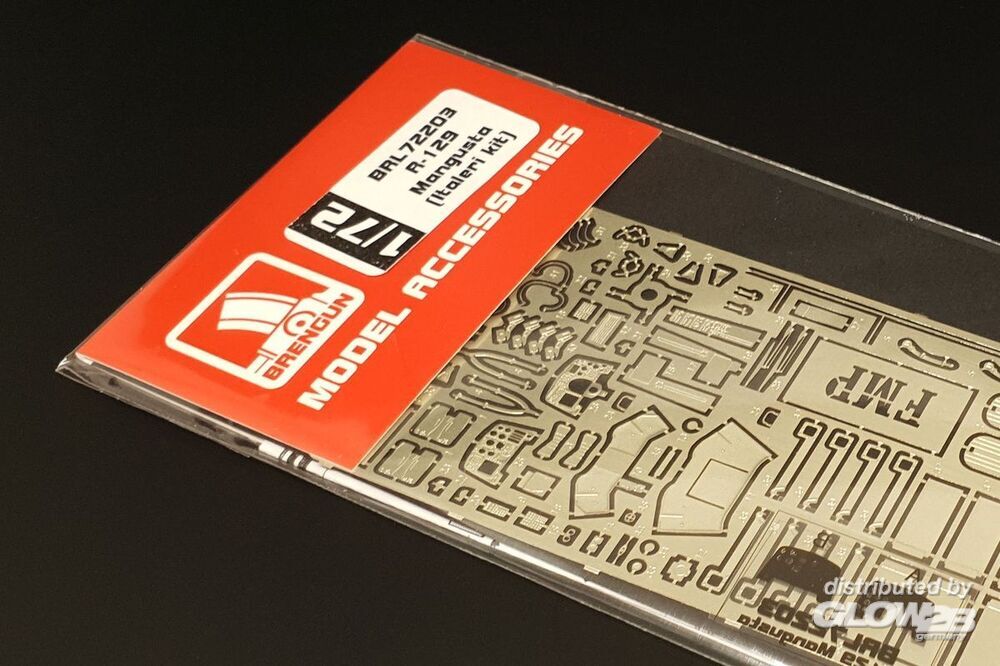 BRL72203
A-129
Mangusta
(Italeri kit)
1/72
BRENGUN
MODEL ACCESSORIES
FMP
B
A
distributed by
GLOW2B
germany
BRL72203
Mangusta